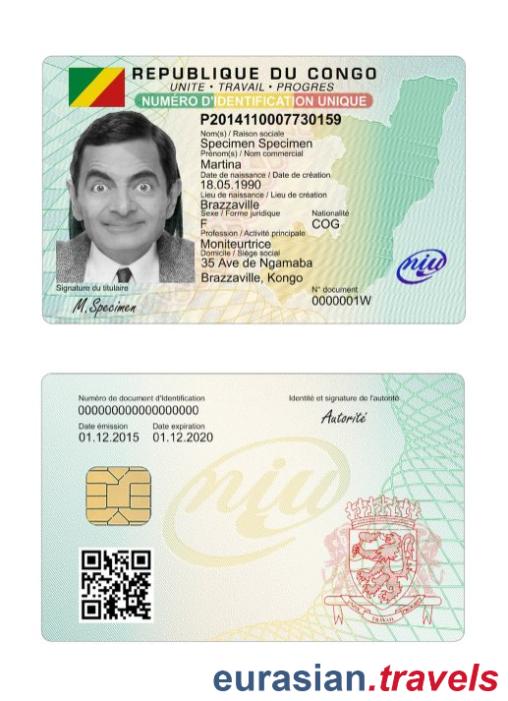 REPUBLIQUE DU CONGO
UNITE • TRAVAIL • PROGRES
NUMÉRO D'IDENTIFICATION UNIQUE
P2014110007730159
Nom(s) / Raison sociale
Specimen Specimen
Prénom(s) / Nom commercial
Martina
Date de naissance / Date de création
18.05.1990
Lieu de naissance / Lieu de création
Brazzaville
Sexe / Forme juridique Nationalité
F COG
Profession / Activité principale
Moniteurtrice
Domicile / Siège social
35 Ave de Ngamaba
Brazzaville, Kongo
niu
Signature du titulaire
M. Specimen
N° document
0000001W
Numéro de document d'Identification
000000000000000000
Identité et signature de l'autorité
Autorité
Date émission Date expiration
01.12.2015 01.12.2020
niu
eurasian.travels